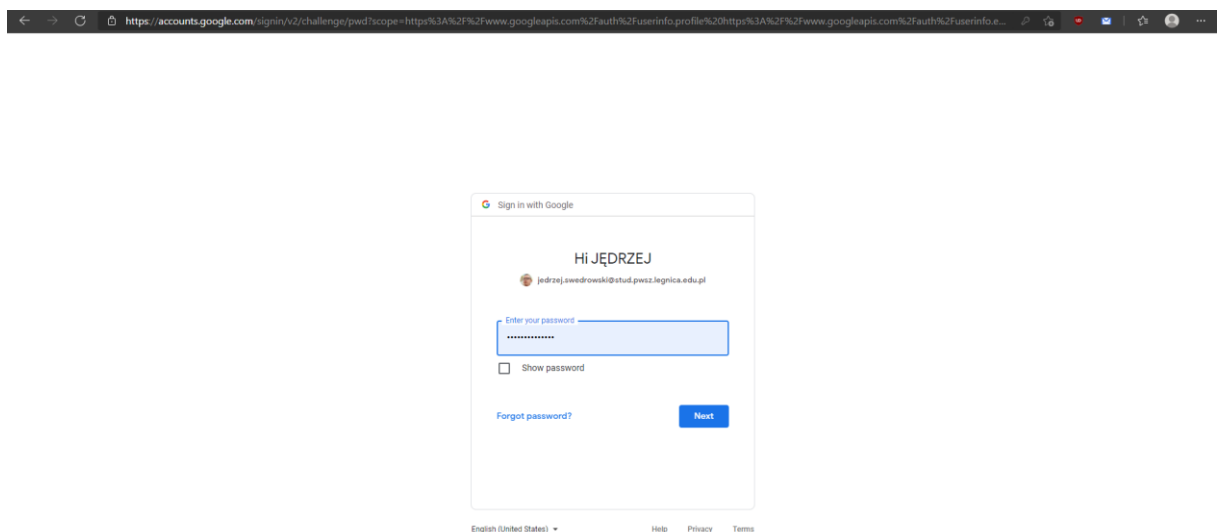 https://accounts.google.com/signin/v2/challenge/pwd?scope=https%3A%2F%2Fwww.googleapis.com%2Fauth%2Fuserinfo.profile%20https%3A%2F%2Fwww.googleapis.com%2Fauth%2Fuserinfo.e...
Sign in with Google
Hi JĘDRZEJ
jedrzej.swedrowski@stud.pwsz.legnica.edu.pl
Enter your password
••••••••••••••
Show password
Forgot password? Next
English (United States) Help Privacy Terms